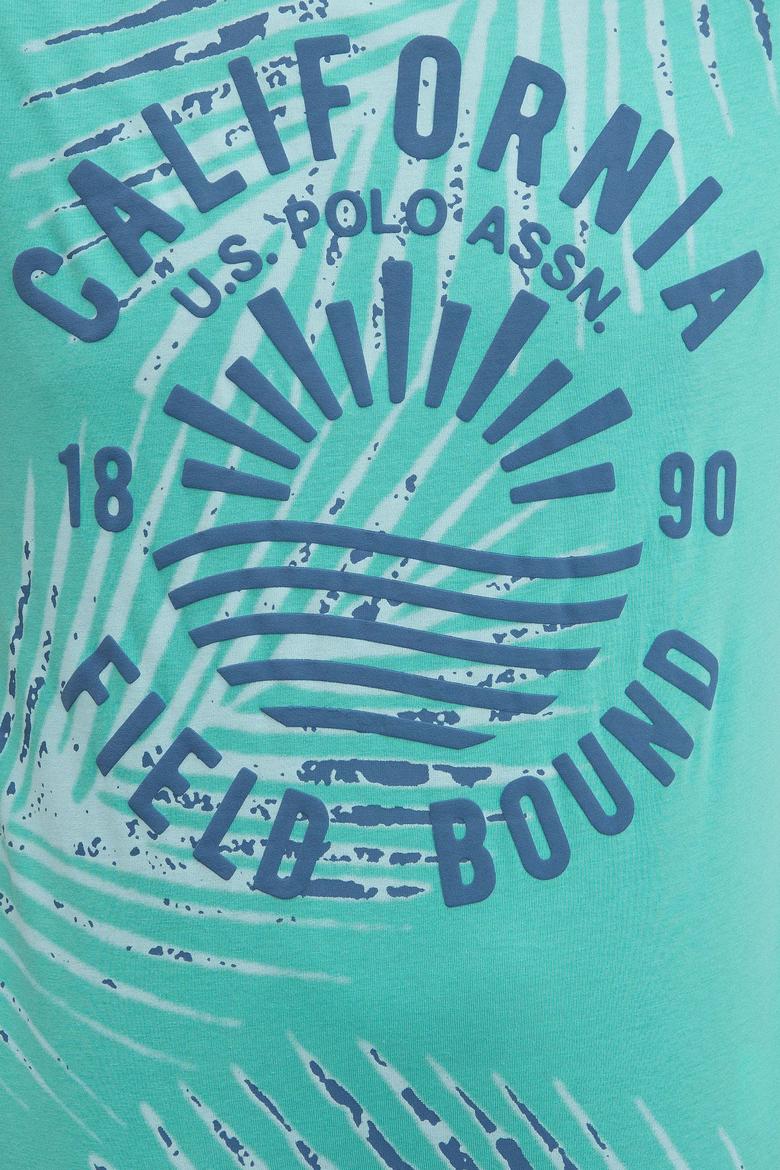 CALIFORNIA
U.S. POLO ASSN.
18 90
FIELD BOUND